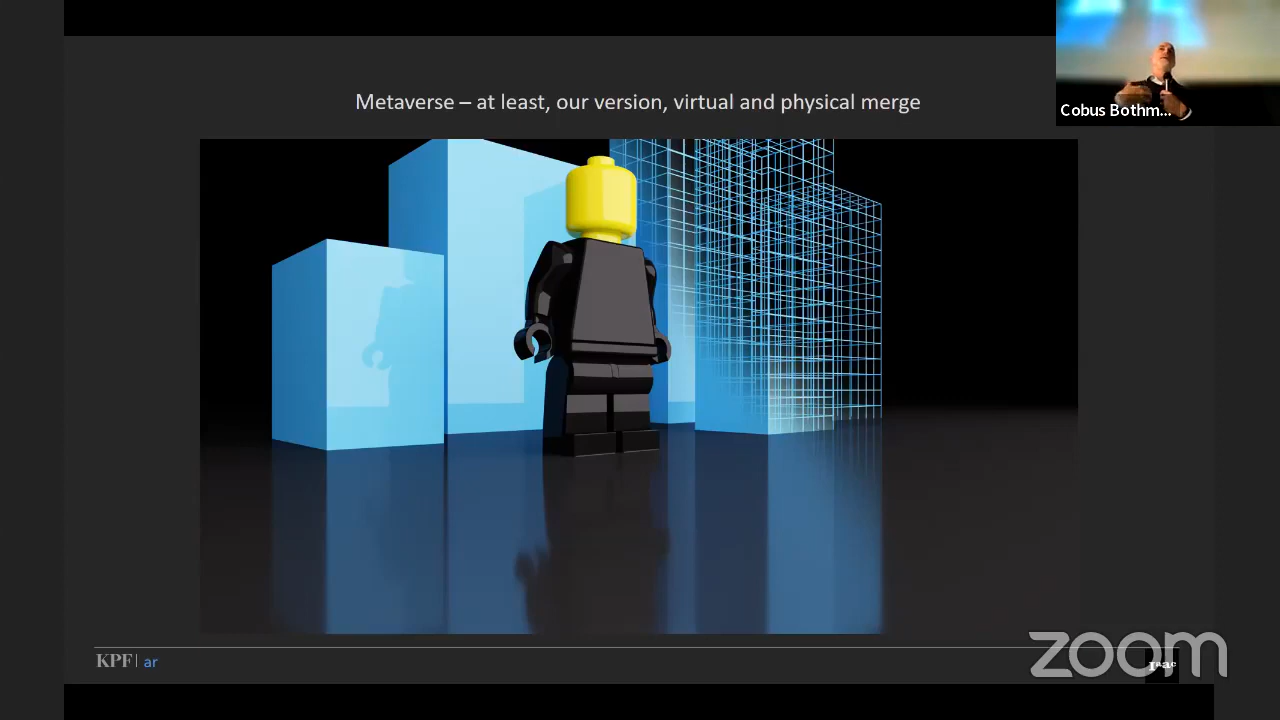 Metaverse – at least, our version, virtual and physical merge
Cobus Bothm...
KPF | ar
zoom